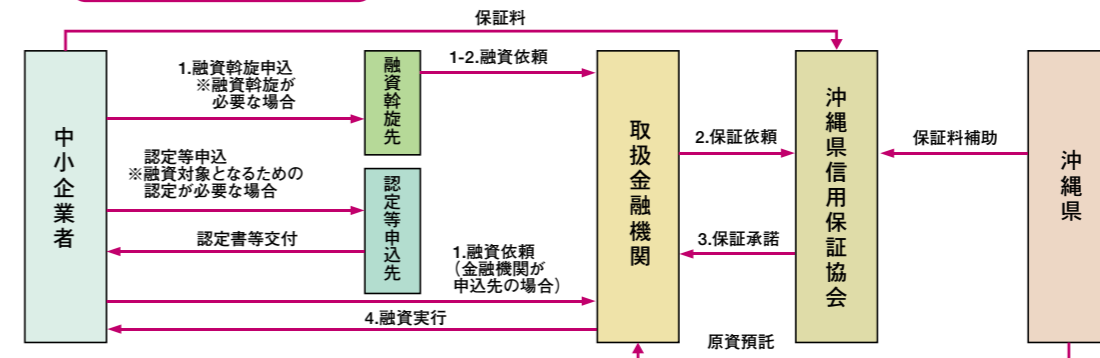 保証料
中小企業者
1.融資斡旋申込
※融資斡旋が
必要な場合
融資斡旋先
1-2.融資依頼
認定等申込
※融資対象となるための
認定が必要な場合
認定書等交付
認定等申込先
1.融資依頼
（金融機関が
申込先の場合）
4.融資実行
取扱金融機関
2.保証依頼
3.保証承諾
沖縄県信用保証協会
保証料補助
沖縄県
原資預託